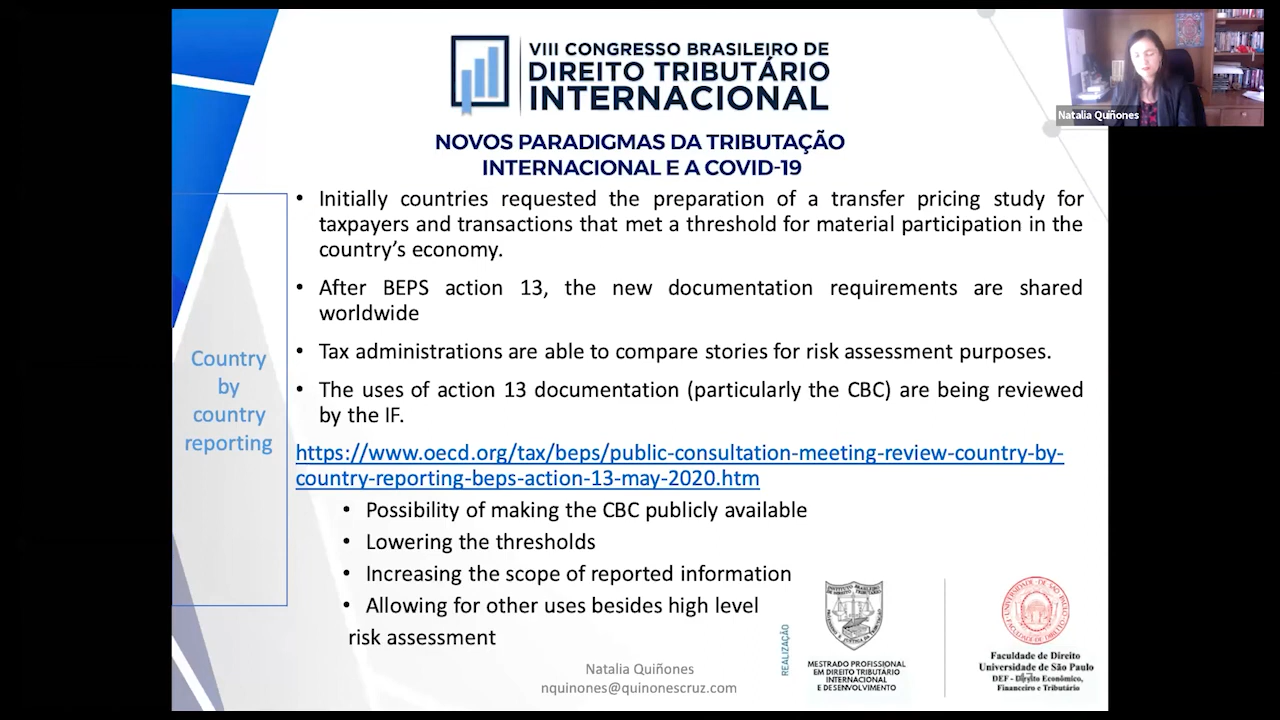 VIII CONGRESSO BRASILEIRO DE
DIREITO TRIBUTÁRIO
INTERNACIONAL
Natalia Quiñones
NOVOS PARADIGMAS DA TRIBUTAÇÃO
INTERNACIONAL E A COVID-19
Country
by
country
reporting
• Initially countries requested the preparation of a transfer pricing study for
taxpayers and transactions that met a threshold for material participation in the
country’s economy.
• After BEPS action 13, the new documentation requirements are shared
worldwide
• Tax administrations are able to compare stories for risk assessment purposes.
• The uses of action 13 documentation (particularly the CBC) are being reviewed
by the IF.
https://www.oecd.org/tax/beps/public-consultation-meeting-review-country-by-
country-reporting-beps-action-13-may-2020.htm
• Possibility of making the CBC publicly available
• Lowering the thresholds
• Increasing the scope of reported information
• Allowing for other uses besides high level
risk assessment
Natalia Quiñones
nquinones@quinonescruz.com
REALIZAÇÃO
MESTRADO PROFISSIONAL
EM DIREITO TRIBUTÁRIO
INTERNACIONAL
E DESENVOLVIMENTO
Faculdade de Direito
Universidade de São Paulo
DEF - Direito Econômico,
Financeiro e Tributário